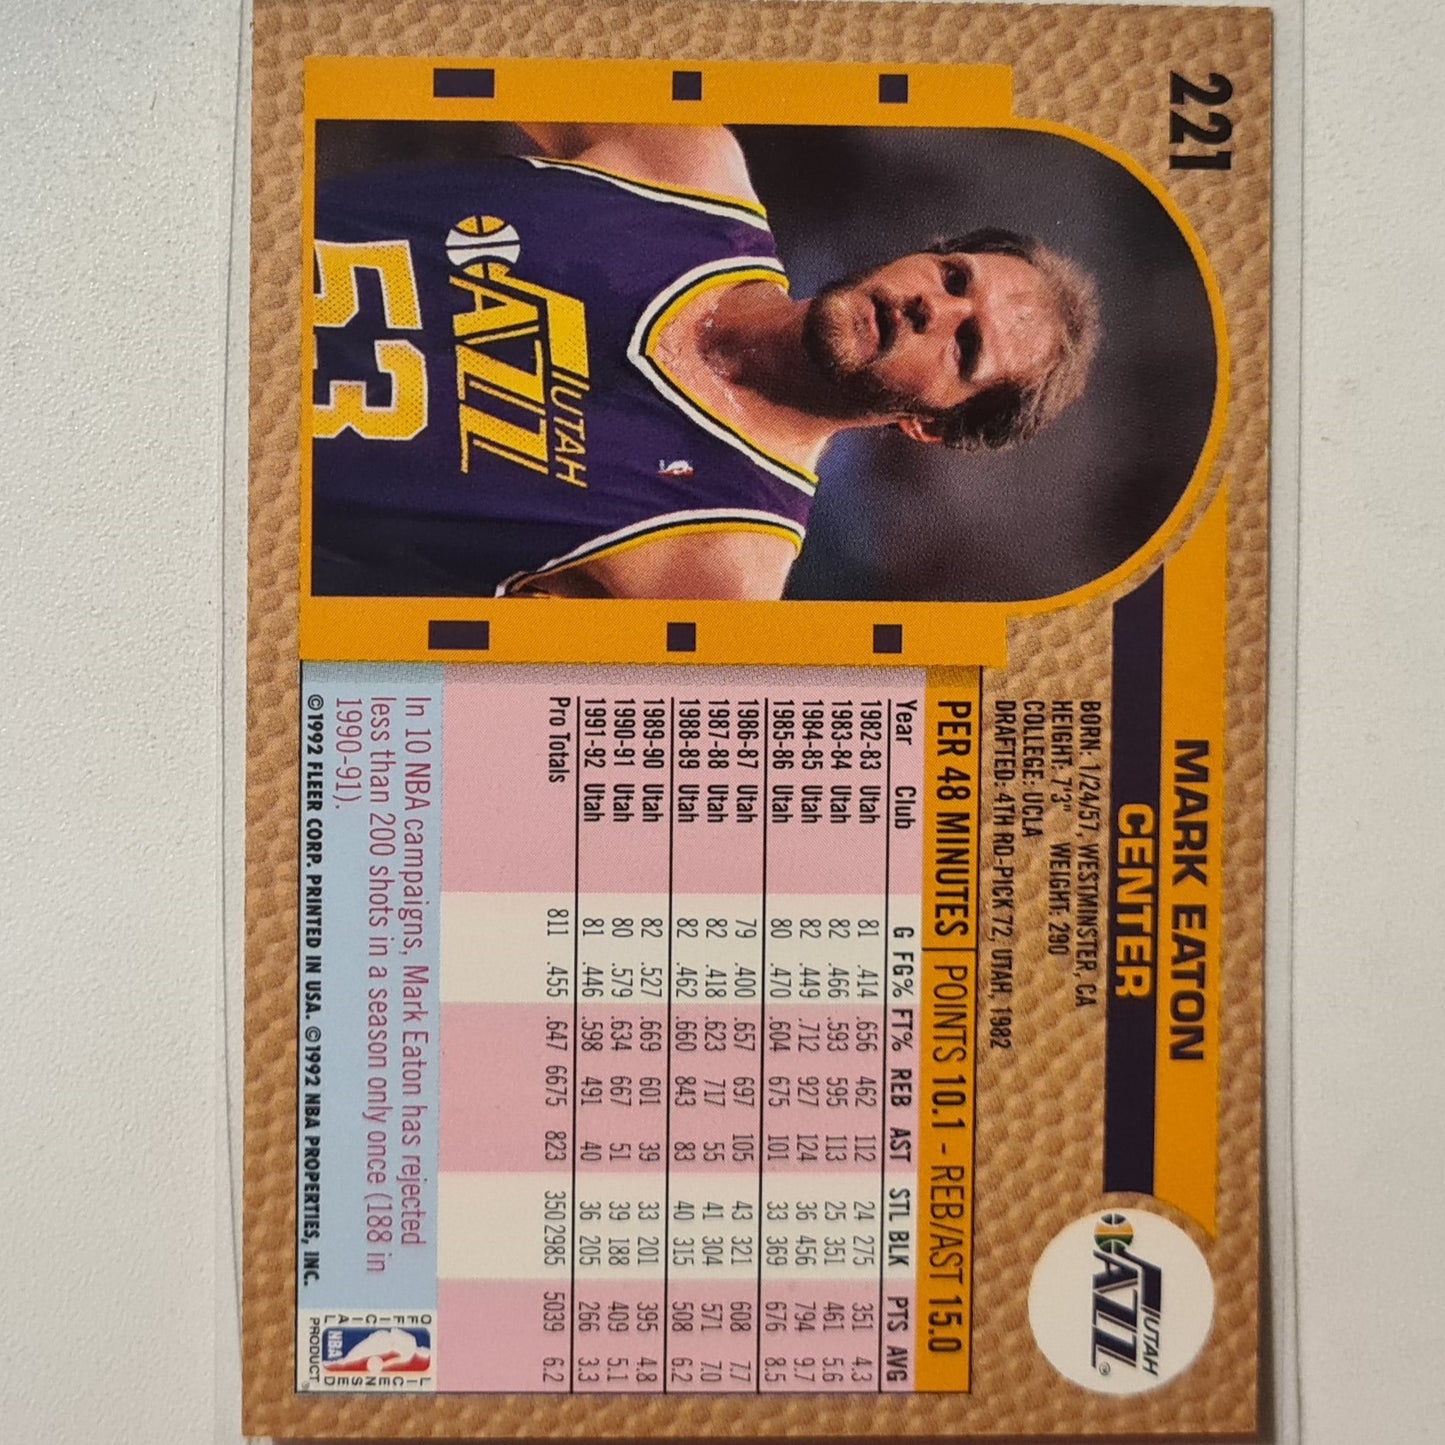 221
MARK EATON
CENTER
BORN: 1/24/57, WESTMINSTER, CA
HEIGHT: 7'3" WEIGHT: 290
COLLEGE: UCLA
DRAFTED: 4TH RD-PICK 72, UTAH, 1982
UTAH
JAZZ
®
UTAH
JAZZ
53
PER 48 MINUTES POINTS 10.1 - REB/AST 15.0
Year Club G FG% FT% REB AST STL BLK PTS AVG
1982-83 Utah 81 .414 .656 462 112 24 275 351 4.3
1983-84 Utah 82 .466 .593 595 113 25 351 461 5.6
1984-85 Utah 82 .449 .712 927 124 36 456 794 9.7
1985-86 Utah 80 .470 .604 675 101 33 369 676 8.5
1986-87 Utah 79 .400 .657 697 105 43 321 608 7.7
1987-88 Utah 82 .418 .623 717 55 41 304 571 7.0
1988-89 Utah 82 .462 .660 843 83 40 315 508 6.2
1989-90 Utah 82 .527 .669 601 39 33 201 395 4.8
1990-91 Utah 80 .579 .634 667 51 39 188 409 5.1
1991-92 Utah 81 .446 .598 491 40 36 205 266 3.3
Pro Totals 811 .455 .647 6675 823 350 2985 5039 6.2
In 10 NBA campaigns, Mark Eaton has rejected
less than 200 shots in a season only once (188 in
1990-91).
©1992 FLEER CORP. PRINTED IN USA. ©1992 NBA PROPERTIES, INC.
OFFICIAL
NBA
LICENSED
PRODUCT